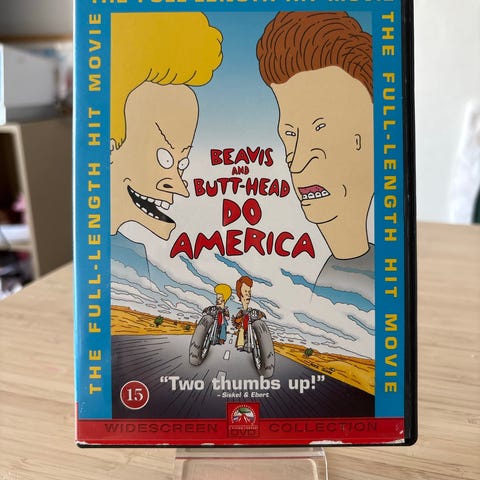 THE FULL-LENGTH HIT MOVIE
THE FULL-LENGTH HIT MOVIE
THE FULL-LENGTH HIT MOVIE
BEAVIS
AND
BUTT-HEAD
DO
AMERICA
"Two thumbs up!"
– Siskel & Ebert
15
WIDESCREEN DVD COLLECTION